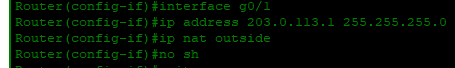 Router(config-if)#interface g0/1
Router(config-if)#ip address 203.0.113.1 255.255.255.0
Router(config-if)#ip nat outside
Router(config-if)#no sh